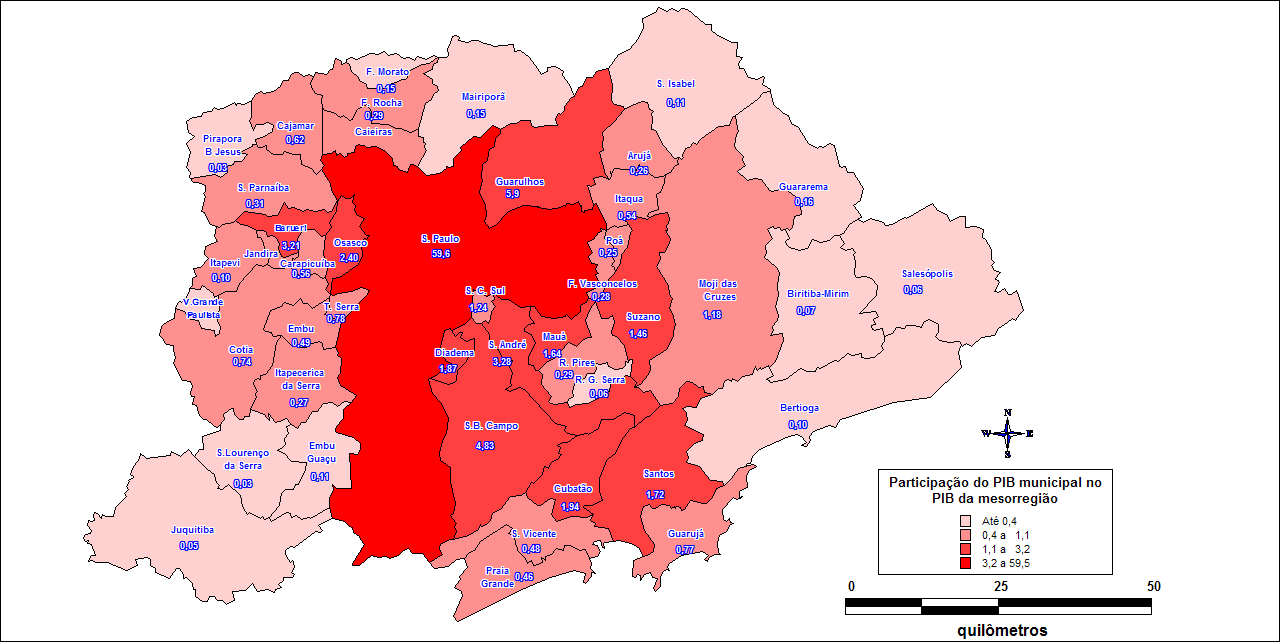 F. Morato
0,15
F. Rocha
0,29
Caieiras
Mairiporã
0,15
S. Isabel
0,11
Cajamar
0,62
Pirapora
B Jesus
0,03
S. Parnaíba
0,31
Guarulhos
5,9
Arujá
0,26
Itaqua
0,54
Guararema
0,16
Barueri
3,21
Osasco
2,40
S. Paulo
59,6
Poá
0,25
Jandira
Itapevi
0,10
Carapicuíba
0,56
F. Vasconcelos
0,28
Moji das
Cruzes
1,18
Biritiba-Mirim
0,07
Salesópolis
0,06
V.Grande
Paulista
T. Serra
0,78
S. C. Sul
1,24
Suzano
1,46
Embu
0,49
Cotia
0,74
Diadema
1,87
S. André
3,28
Mauá
1,64
R. Pires
0,29
R. G. Serra
0,06
Itapecerica
da Serra
0,27
Bertioga
0,10
S.B. Campo
4,83
Embu
Guaçu
0,11
S.Lourenço
da Serra
0,03
Cubatão
1,94
Santos
1,72
Juquitiba
0,05
S. Vicente
0,48
Guarujá
0,77
Praia
Grande
0,46
N
W E
S
Participação do PIB municipal no
PIB da mesorregião
Até 0,4
0,4 a 1,1
1,1 a 3,2
3,2 a 59,5
0 25 50
quilômetros